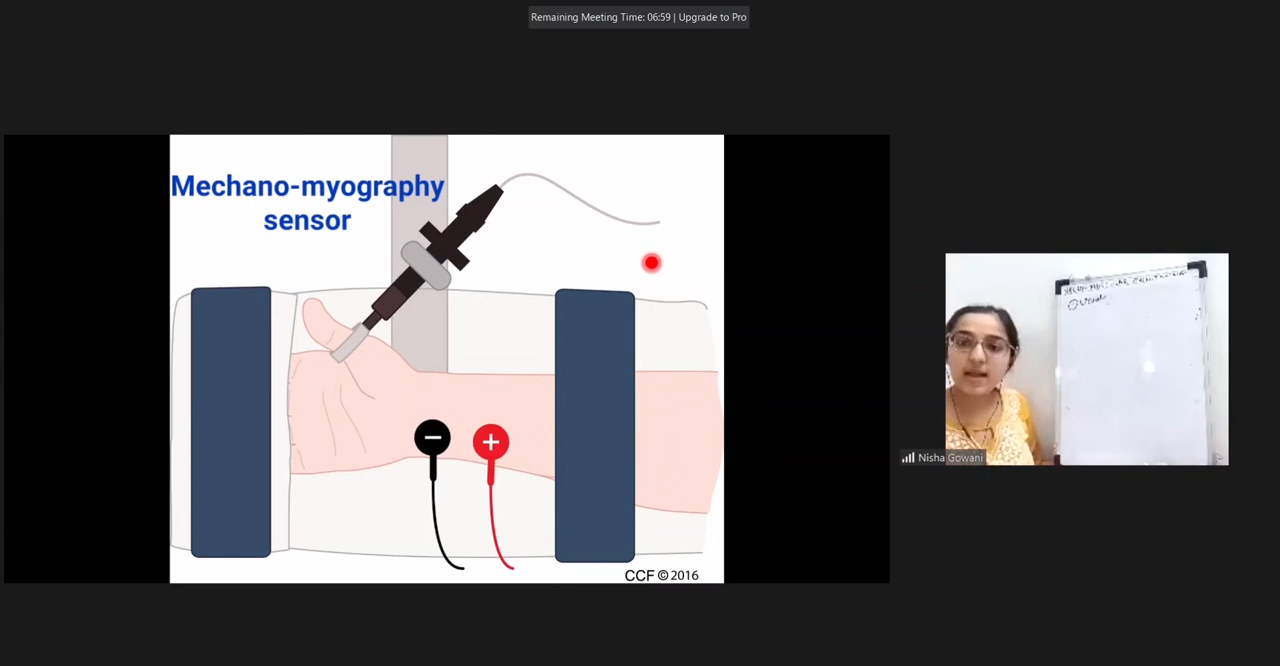 Remaining Meeting Time: 06:59 | Upgrade to Pro
Mechano-myography
sensor
− +
CCF © 2016
Nisha Gowani